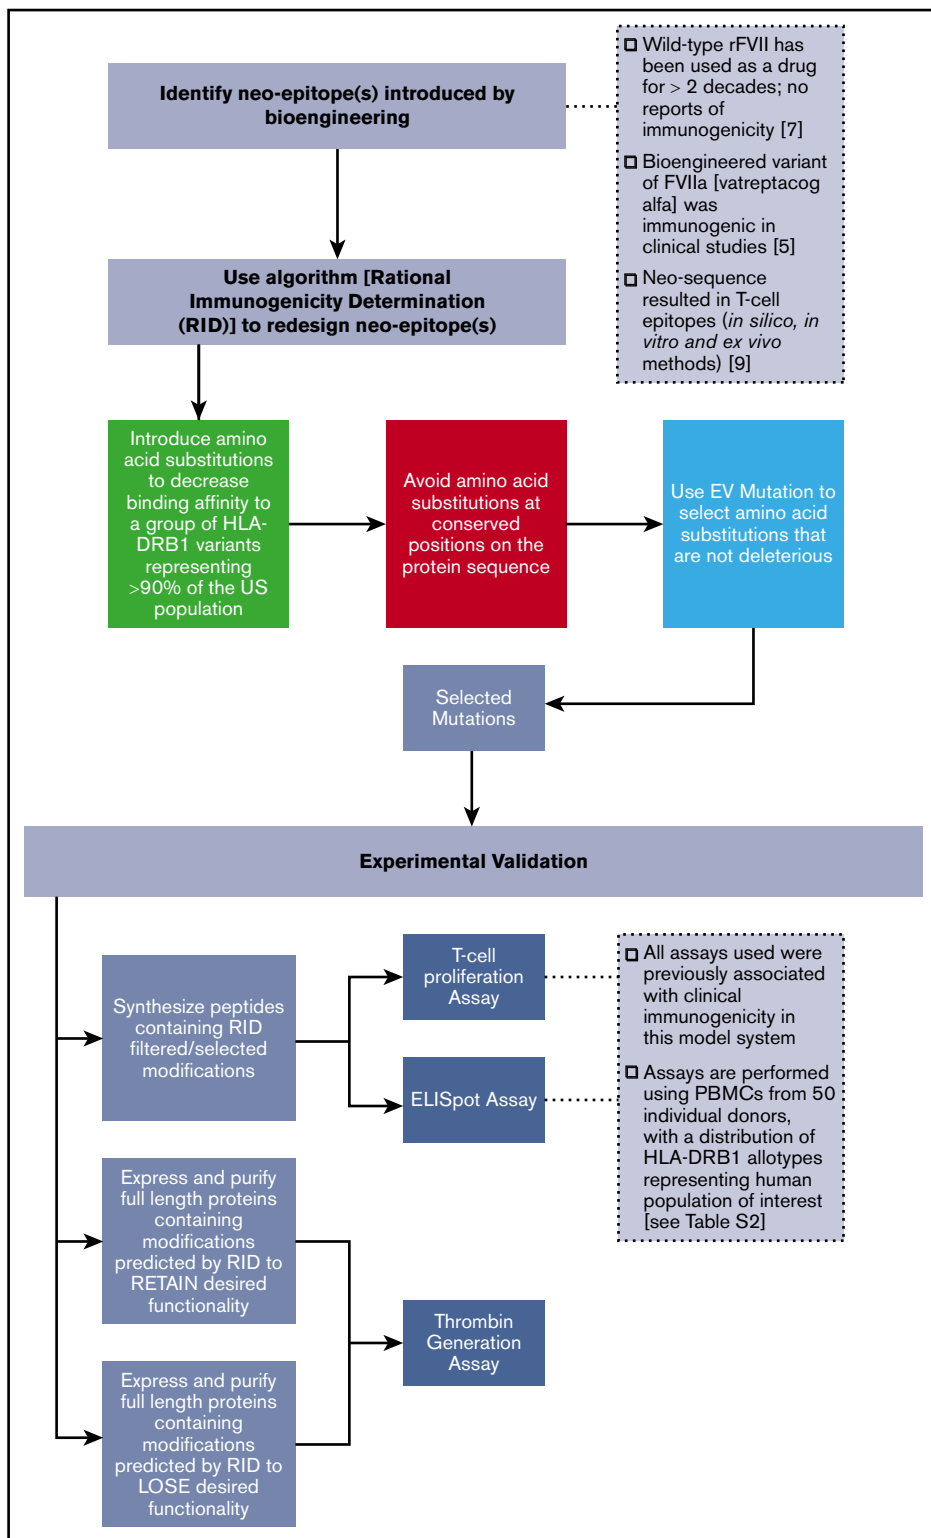 Identify neo-epitope(s) introduced by
bioengineering
Wild-type rFVII has
been used as a drug
for > 2 decades; no
reports of
immunogenicity [7]
Bioengineered variant
of FVIIa [vatreptacog
alfa] was
immunogenic in
clinical studies [5]
Neo-sequence
resulted in T-cell
epitopes (in silico, in
vitro and ex vivo
methods) [9]
Use algorithm [Rational
Immunogenicity Determination
(RID)] to redesign neo-epitope(s)
Introduce amino
acid substitutions
to decrease
binding affinity to
a group of HLA-
DRB1 variants
representing
>90% of the US
population
Avoid amino acid
substitutions at
conserved
positions on the
protein sequence
Use EV Mutation to
select amino acid
substitutions that
are not deleterious
Selected
Mutations
Experimental Validation
Synthesize peptides
containing RID
filtered/selected
modifications
T-cell
proliferation
Assay
ELISpot Assay
All assays used were
previously associated
with clinical
immunogenicity in
this model system
Assays are performed
using PBMCs from 50
individual donors,
with a distribution of
HLA-DRB1 allotypes
representing human
population of interest
[see Table S2]
Express and purify
full length proteins
containing
modifications
predicted by RID to
RETAIN desired
functionality
Thrombin
Generation
Assay
Express and purify
full length proteins
containing
modifications
predicted by RID to
LOSE desired
functionality